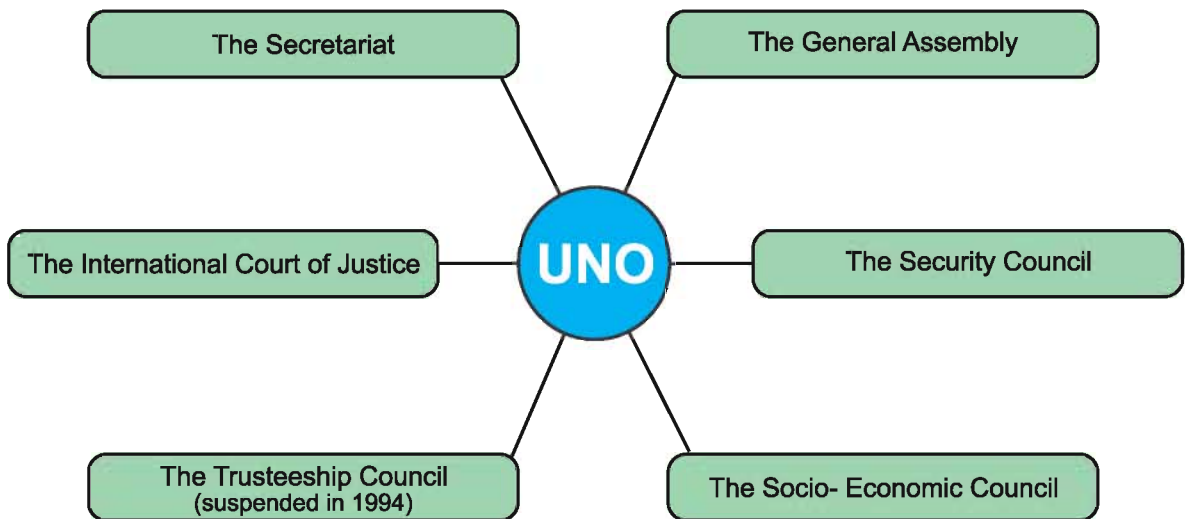 The Secretariat
The General Assembly
The International Court of Justice
UNO
The Security Council
The Trusteeship Council
(suspended in 1994)
The Socio- Economic Council